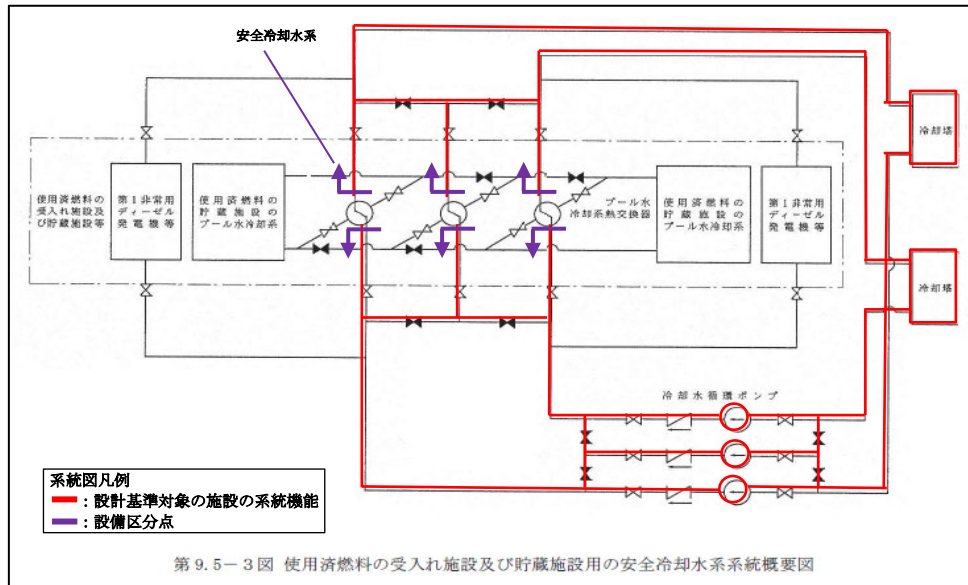 安全冷却水系
冷却塔
使用済燃料の
受入れ施設及
び貯蔵施設等
第1非常用
ディーゼル
発電機等
使用済燃料の
貯蔵施設の
プール水冷却系
プール水
冷却系熱交換器
使用済燃料の
貯蔵施設の
プール水冷却系
第1非常用
ディーゼル
発電機等
冷却塔
冷却水循環ポンプ
系統図凡例
：設計基準対象の施設の系統機能
：設備区分点
第9.5－3図 使用済燃料の受入れ施設及び貯蔵施設用の安全冷却水系系統概要図